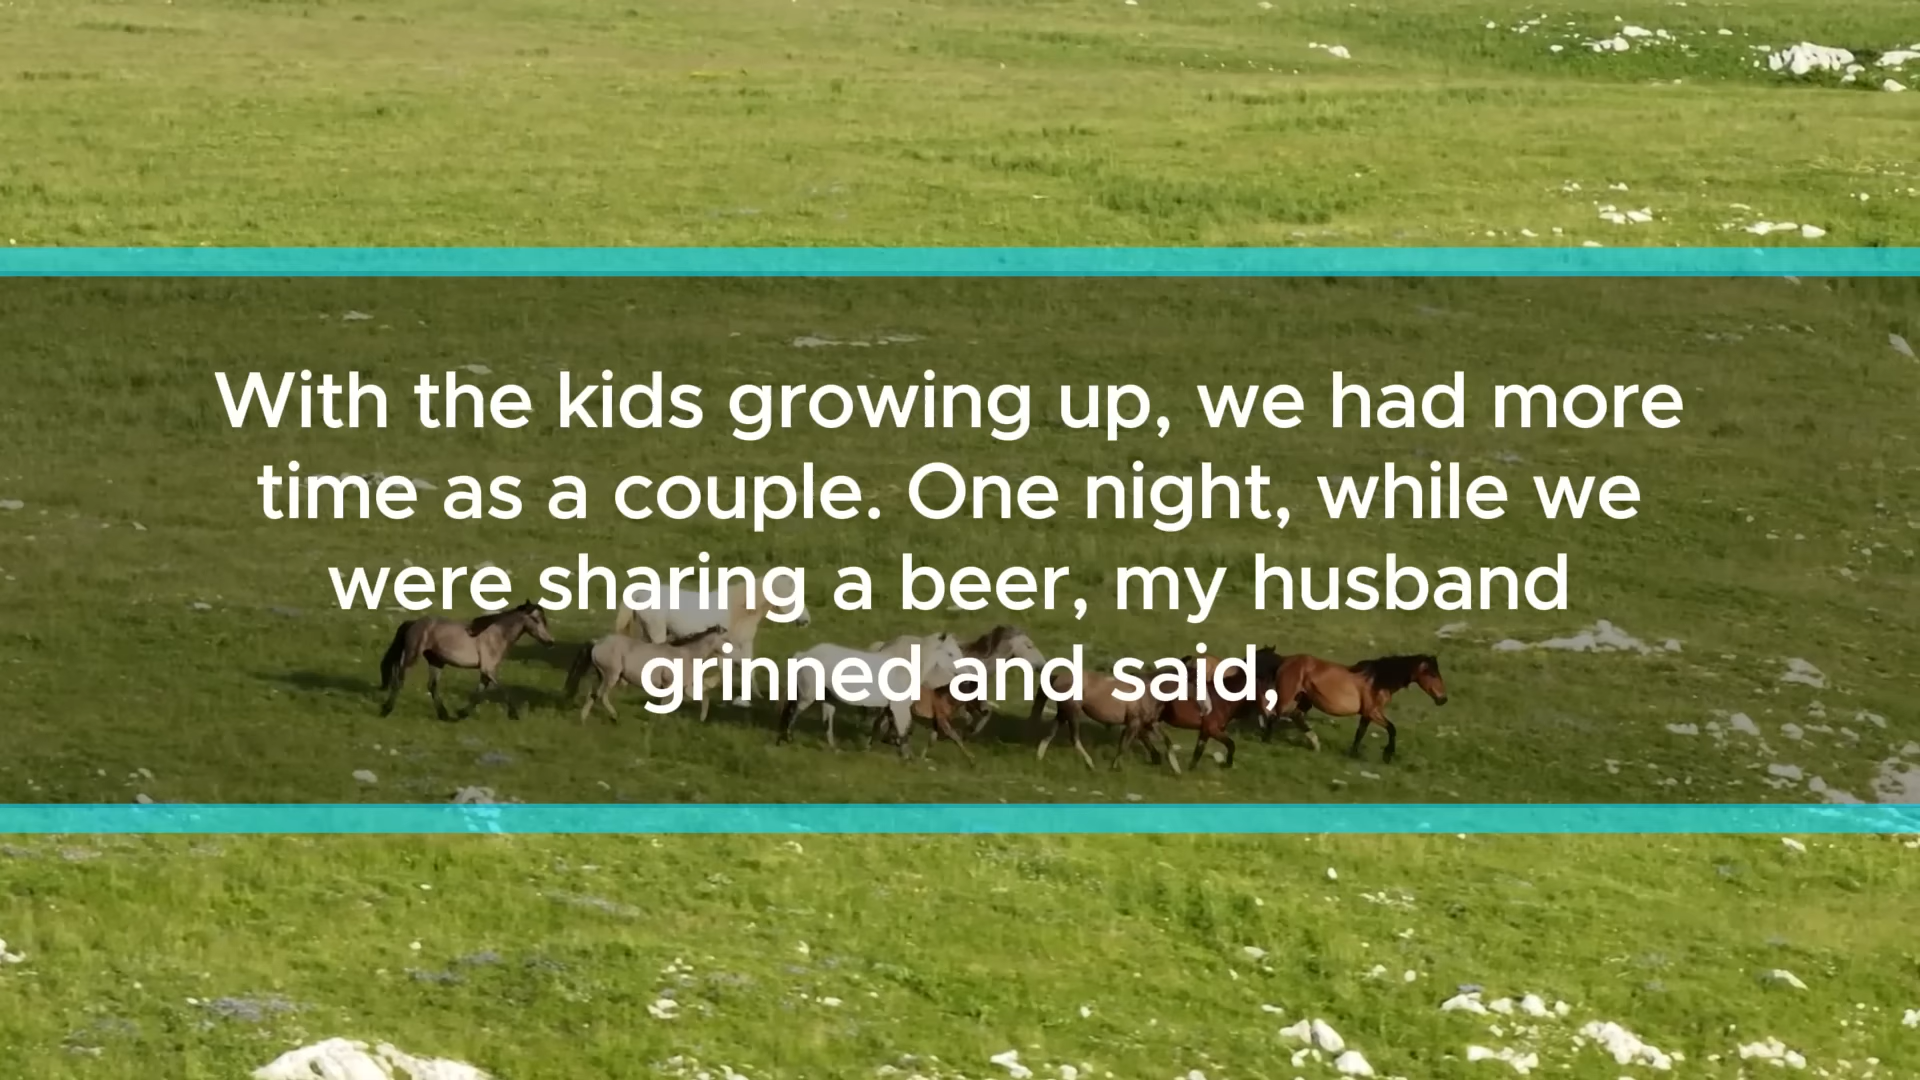 With the kids growing up, we had more
time as a couple. One night, while we
were sharing a beer, my husband
grinned and said,